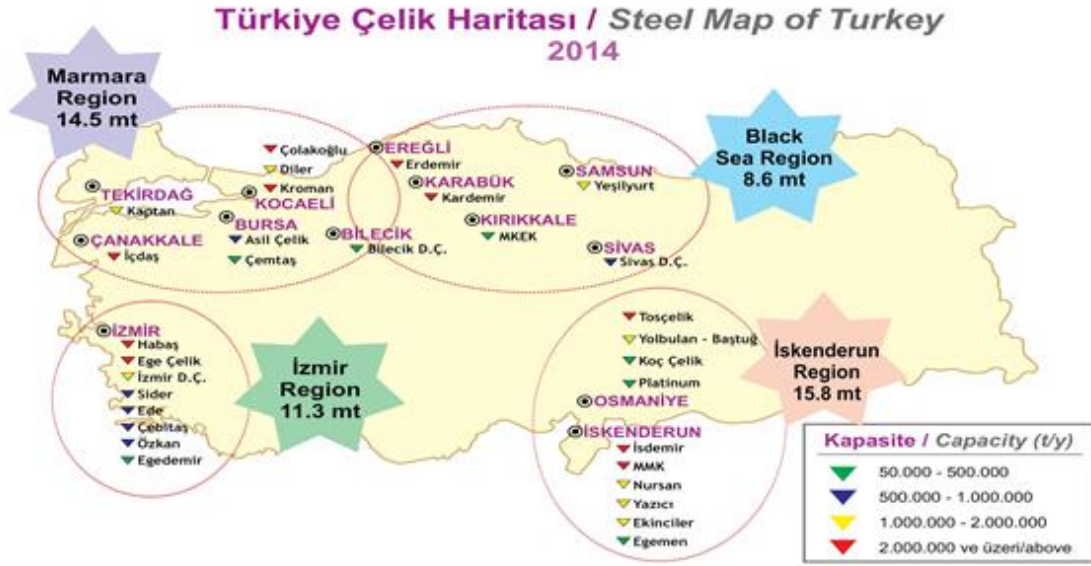 Türkiye Çelik Haritası / Steel Map of Turkey
2014
Marmara
Region
14.5 mt
Black
Sea Region
8.6 mt
Çolakoğlu
Diler
Kroman
KOCAELİ
TEKİRDAĞ
Kaptan
BURSA
Asil Çelik
Çemtaş
ÇANAKKALE
İçdaş
BİLECİK
Bilecik D.Ç.
EREĞLİ
Erdemir
KARABÜK
Kardemir
SAMSUN
Yeşilyurt
KIRIKKALE
MKEK
SİVAS
Sivas D.Ç.
İZMİR
Habaş
Ege Çelik
İzmir D.Ç.
Sider
Ede
Çebitaş
Özkan
Egedemir
İzmir
Region
11.3 mt
Tosçelik
Yolbulan - Baştuğ
Koç Çelik
Platinum
OSMANİYE
İSKENDERUN
İsdemir
MMK
Nursan
Yazıcı
Ekinciler
Egemen
İskenderun
Region
15.8 mt
Kapasite / Capacity (t/y)
50.000 - 500.000
500.000 - 1.000.000
1.000.000 - 2.000.000
2.000.000 ve üzeri/above